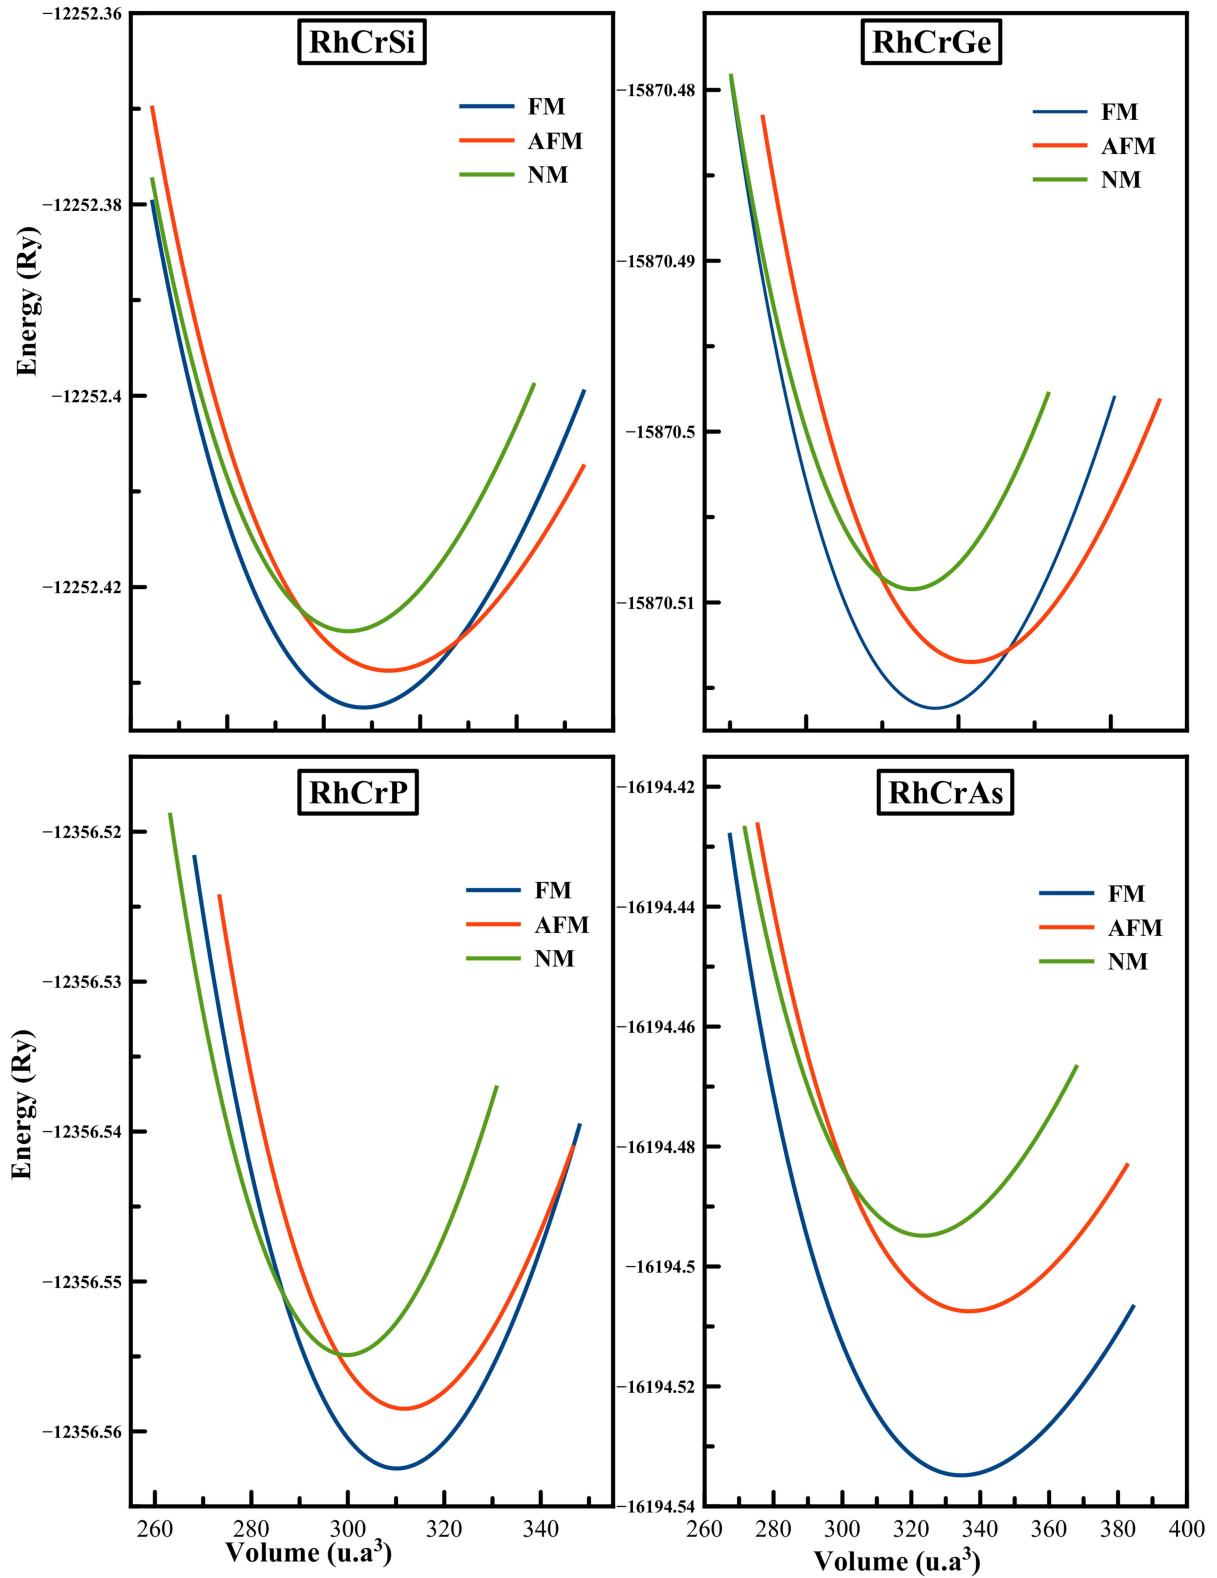 RhCrSi
−12252.36
−12252.38
−12252.4
−12252.42
Energy (Ry)
FM
AFM
NM
RhCrGe
−15870.48
−15870.49
−15870.5
−15870.51
FM
AFM
NM
RhCrP
−12356.52
−12356.53
−12356.54
−12356.55
−12356.56
Energy (Ry)
FM
AFM
NM
260 280 300 320 340
Volume (u.a³)
RhCrAs
−16194.42
−16194.44
−16194.46
−16194.48
−16194.5
−16194.52
−16194.54
FM
AFM
NM
260 280 300 320 340 360 380 400
Volume (u.a³)